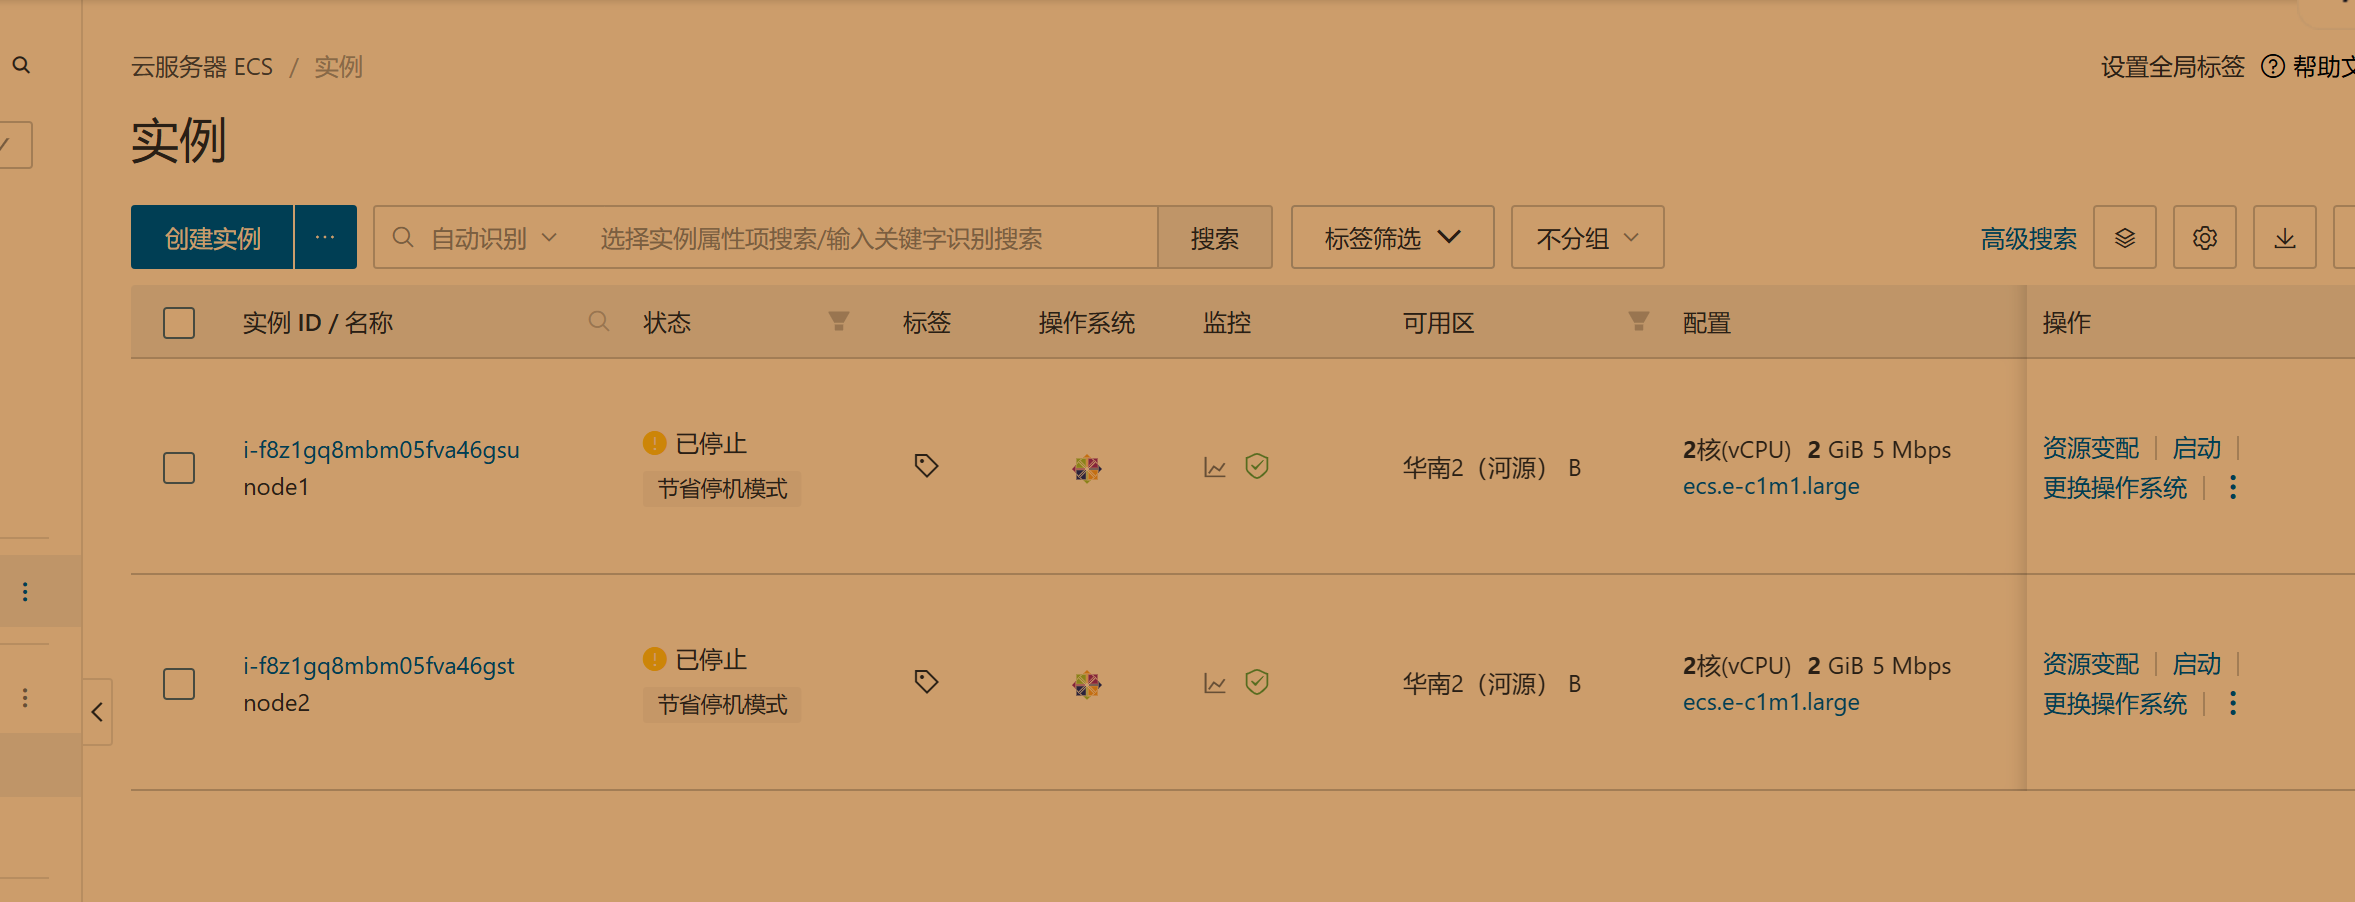 云服务器 ECS / 实例
设置全局标签 帮助文
实例
创建实例 ··· 自动识别 选择实例属性项搜索/输入关键字识别搜索 搜索 标签筛选 不分组 高级搜索
实例 ID / 名称 状态 标签 操作系统 监控 可用区 配置 操作
i-f8z1gq8mbm05fva46gsu
node1
已停止
节省停机模式
华南2（河源） B
2核(vCPU) 2 GiB 5 Mbps
ecs.e-c1m1.large
资源变配 启动
更换操作系统
i-f8z1gq8mbm05fva46gst
node2
已停止
节省停机模式
华南2（河源） B
2核(vCPU) 2 GiB 5 Mbps
ecs.e-c1m1.large
资源变配 启动
更换操作系统